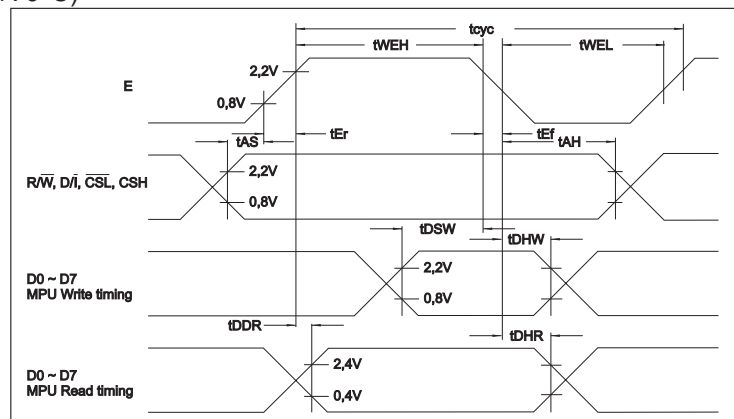 tcyc
tWEH
tWEL
2,2V
E
0,8V
tEr
tEf
tAS
tAH
2,2V
R/W̅, D/I̅, C̅S̅L̅, CSH
0,8V
tDSW
tDHW
2,2V
D0 ~ D7
MPU Write timing
0,8V
tDDR
tDHR
2,4V
D0 ~ D7
MPU Read timing
0,4V